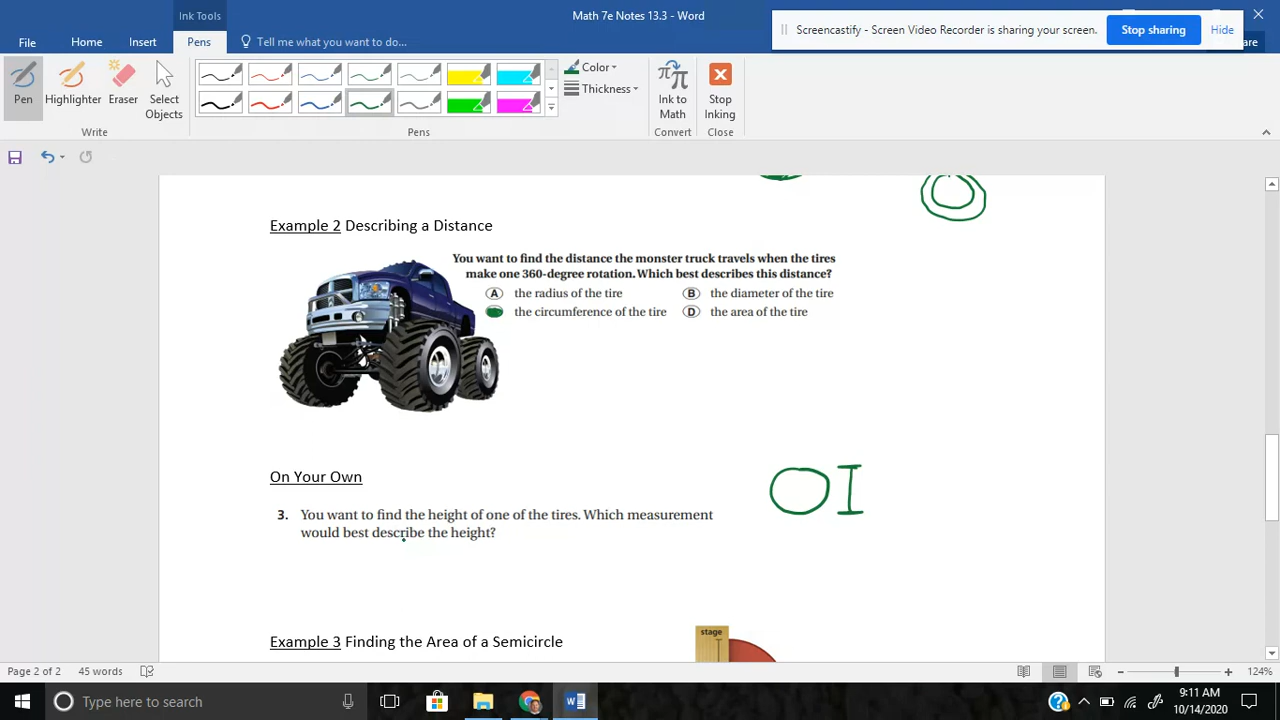 Ink Tools
Math 7e Notes 13.3 - Word
Screencastify - Screen Video Recorder is sharing your screen.
Stop sharing
Hide
are
File
Home
Insert
Pens
Tell me what you want to do...
Pen
Highlighter
Eraser
Select
Objects
Color
Thickness
Ink to
Math
Stop
Inking
Write
Pens
Convert
Close
Example 2 Describing a Distance
You want to find the distance the monster truck travels when the tires
make one 360-degree rotation. Which best describes this distance?
A the radius of the tire
B the diameter of the tire
the circumference of the tire
D the area of the tire
On Your Own
3. You want to find the height of one of the tires. Which measurement
would best describe the height?
Example 3 Finding the Area of a Semicircle
stage
Page 2 of 2
45 words
124%
Type here to search
9:11 AM
10/14/2020